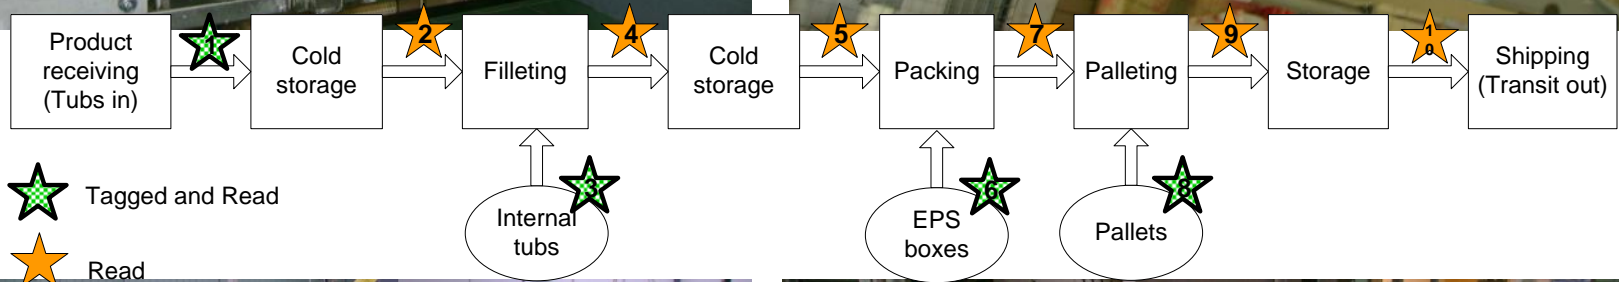 Product
receiving
(Tubs in)
1
Cold
storage
2
Filleting
4
Cold
storage
5
Packing
7
Palleting
9
Storage
10
Shipping
(Transit out)
Tagged and Read
Read
Internal
tubs
3
EPS
boxes
6
Pallets
8